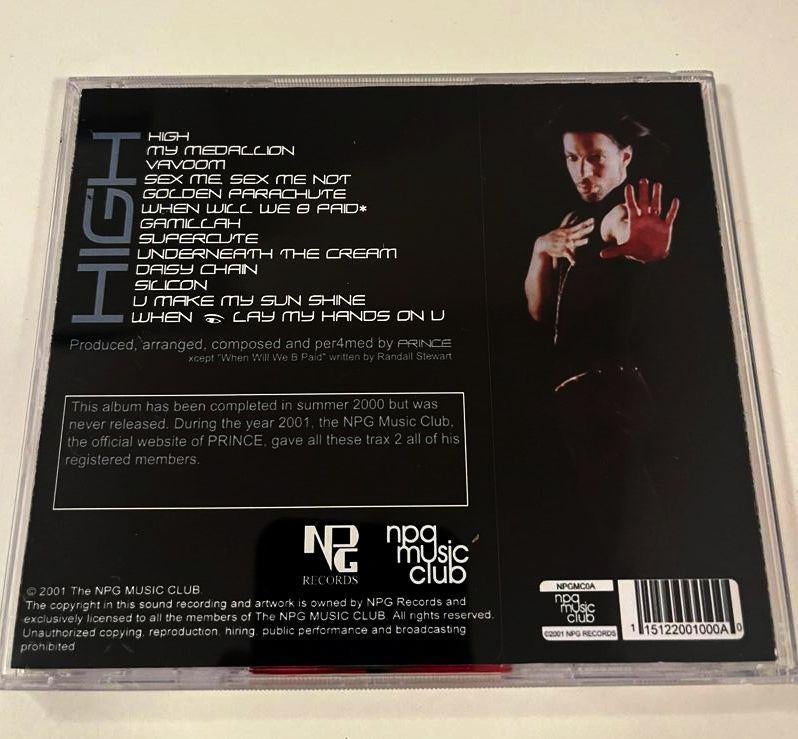 HIGH
HIGH
MY MEDALLION
VAVOOM
SEX ME, SEX ME NOT
GOLDEN PARACHUTE
WHEN WILL WE B PAID*
GAMILLAH
SUPERCUTE
UNDERNEATH THE CREAM
DAISY CHAIN
SILICON
U MAKE MY SUN SHINE
WHEN 👁 LAY MY HANDS ON U
Produced, arranged, composed and per4med by PRINCE
xcept "When Will We B Paid" written by Randall Stewart
This album has been completed in summer 2000 but was
never released. During the year 2001, the NPG Music Club,
the official website of PRINCE, gave all these trax 2 all of his
registered members.
NPG
RECORDS
npg
music
club
© 2001 The NPG MUSIC CLUB.
The copyright in this sound recording and artwork is owned by NPG Records and
exclusively licensed to all the members of The NPG MUSIC CLUB. All rights reserved.
Unauthorized copying, reproduction, hiring, public performance and broadcasting
prohibited
NPGMC0A
npg
music
club
©2001 NPG RECORDS
1 15122001000A 0